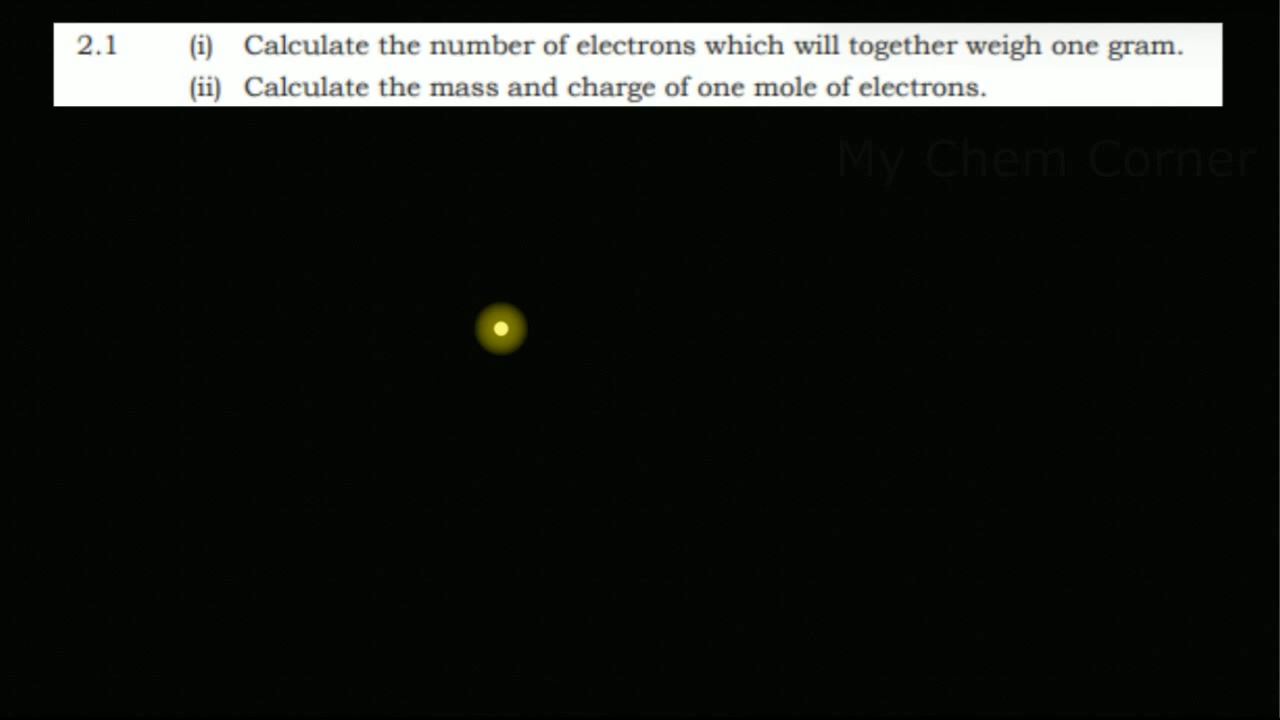 2.1 (i) Calculate the number of electrons which will together weigh one gram.
(ii) Calculate the mass and charge of one mole of electrons.
My Chem Corner